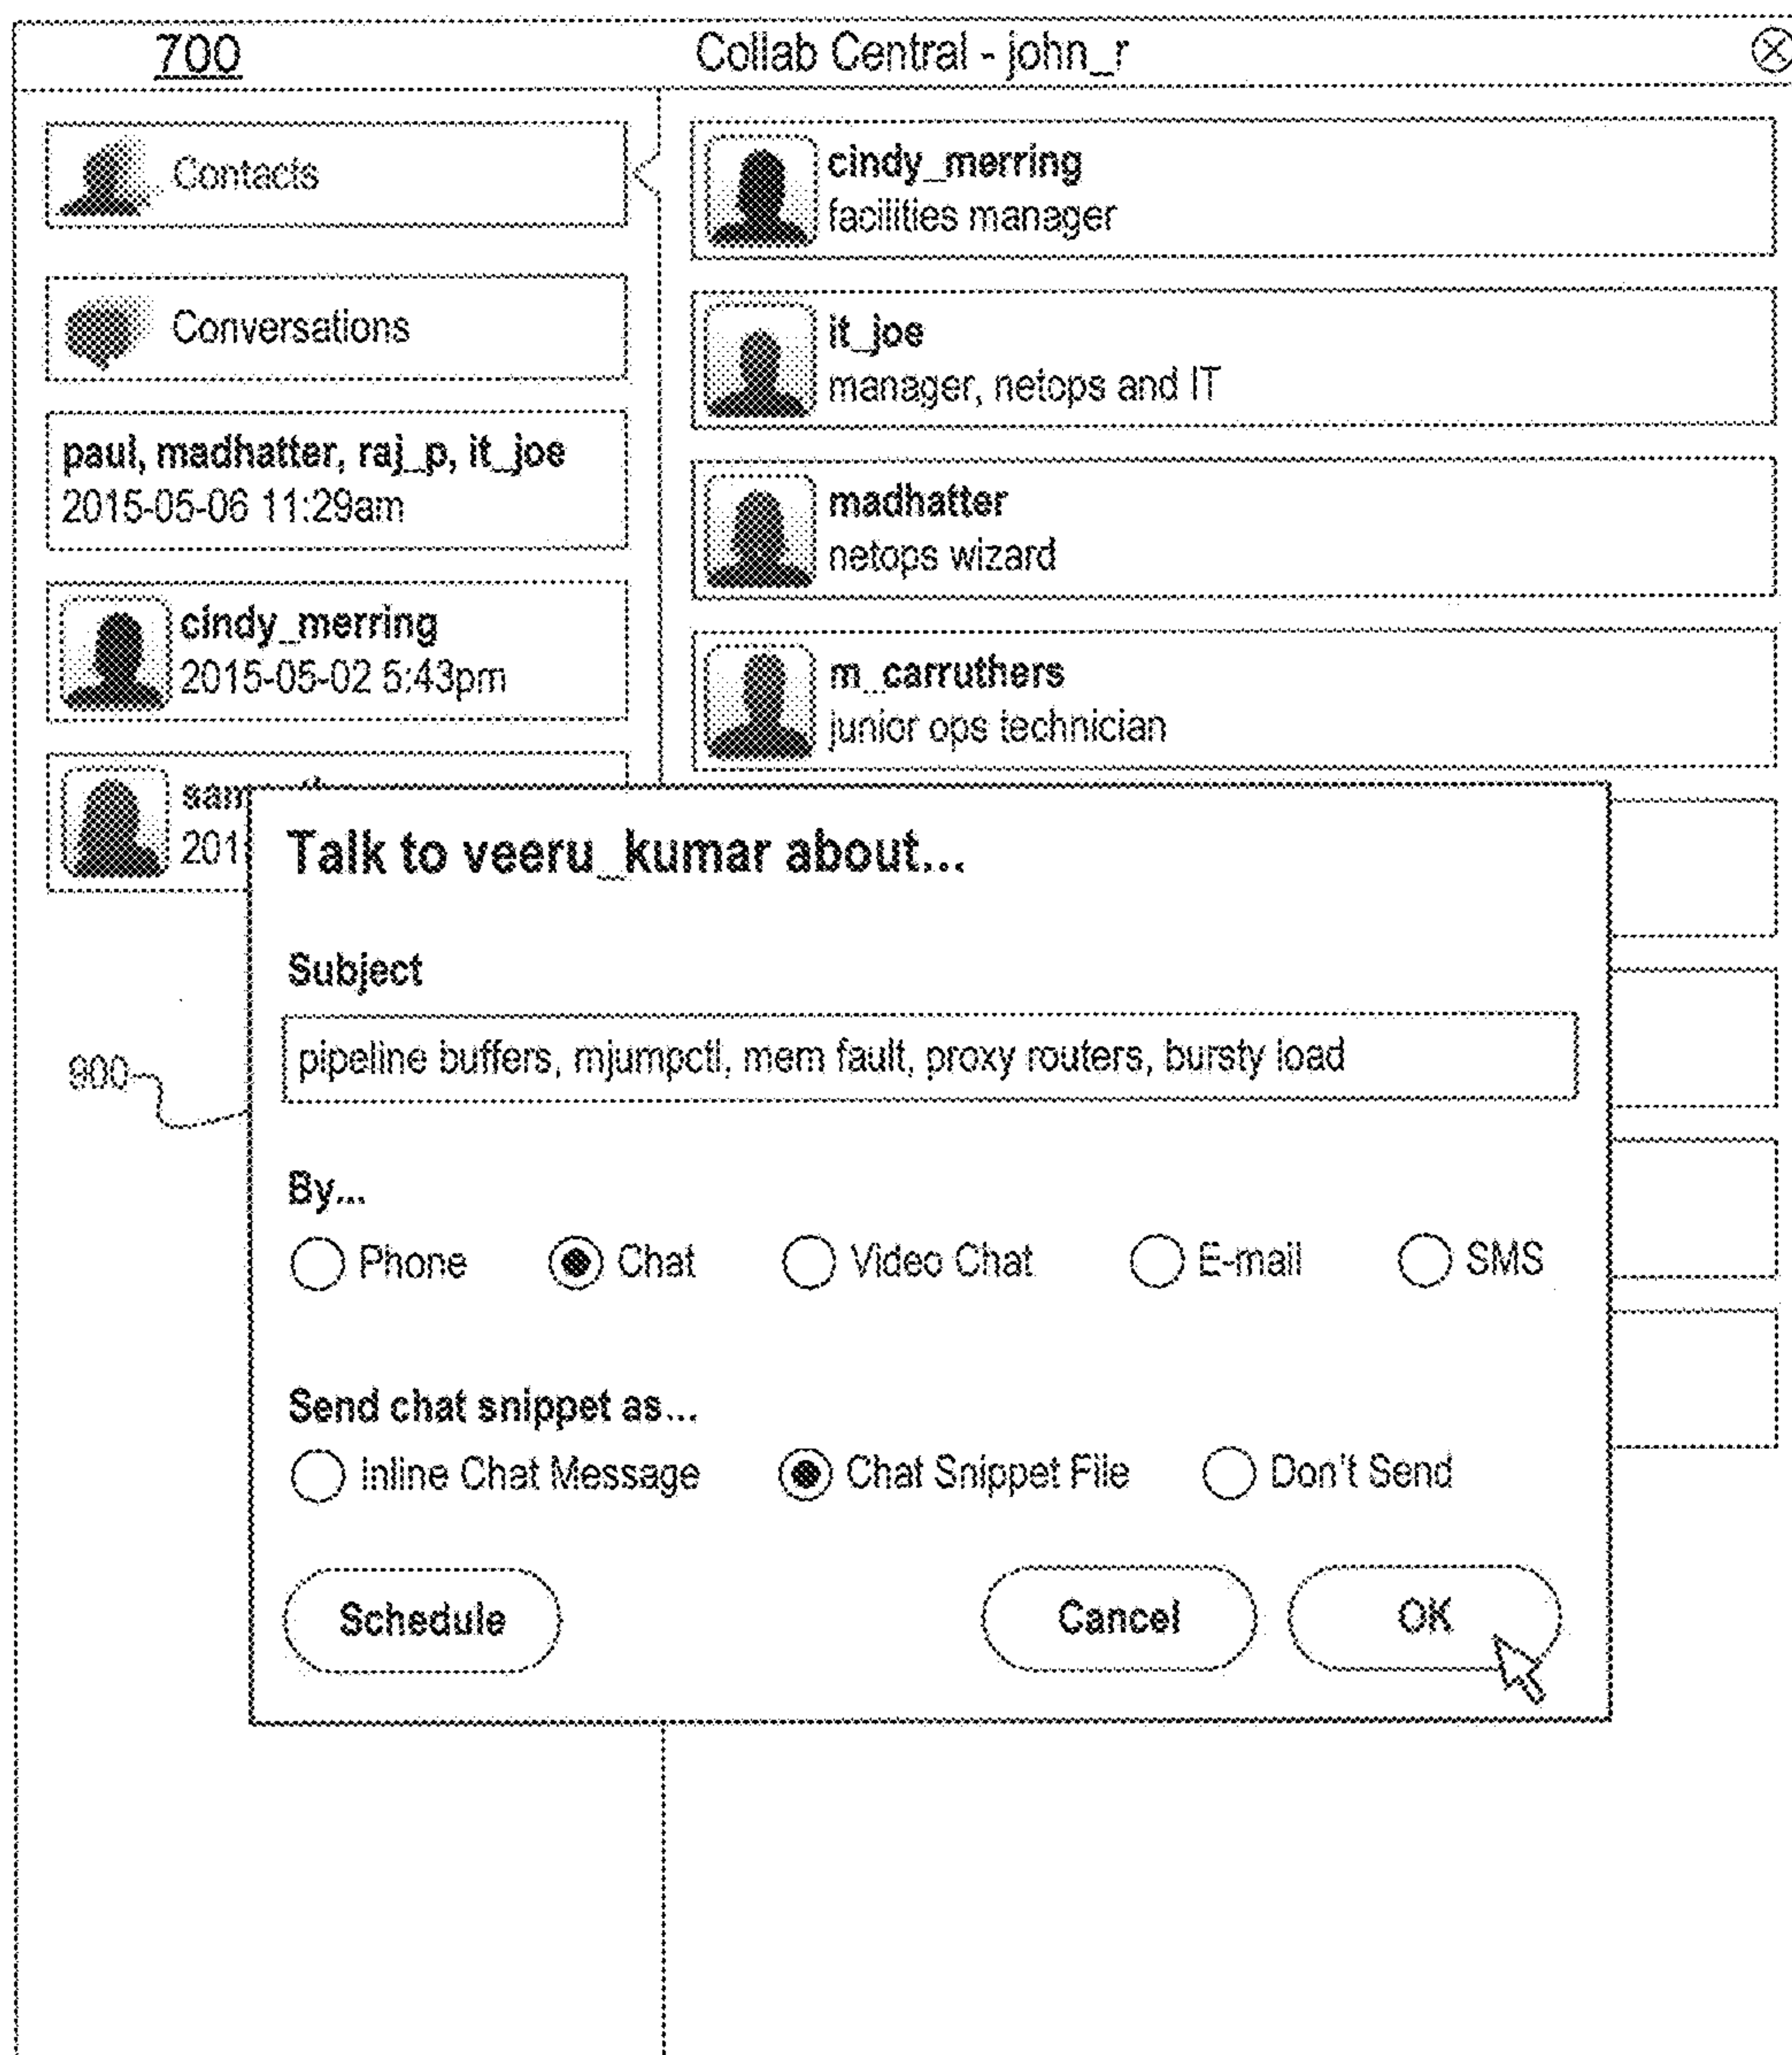 700
Collab Central - john_r
Contacts
Conversations
paul, madhatter, raj_p, it_joe
2015-05-06 11:29am
cindy_merring
2015-05-02 5:43pm
cindy_merring
facilities manager
it_joe
manager, netops and IT
madhatter
netops wizard
m_carruthers
junior ops technician
900
Talk to veeru_kumar about...
Subject
pipeline buffers, mjumpctl, mem fault, proxy routers, bursty load
By...
Phone Chat Video Chat E-mail SMS
Send chat snippet as...
Inline Chat Message Chat Snippet File Don't Send
Schedule Cancel OK